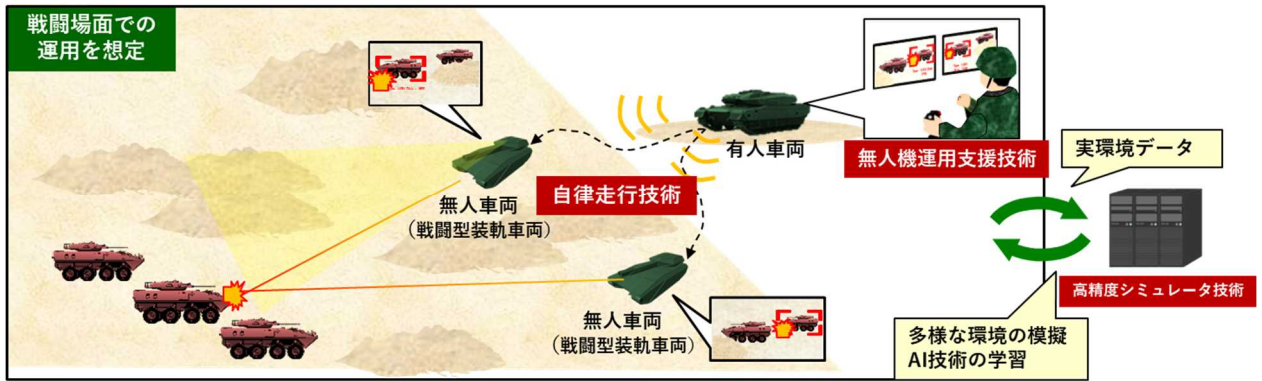 戦闘場面での
運用を想定
有人車両
無人機運用支援技術
実環境データ
自律走行技術
無人車両
(戦闘型装軌車両)
無人車両
(戦闘型装軌車両)
高精度シミュレータ技術
多様な環境の模擬
AI技術の学習